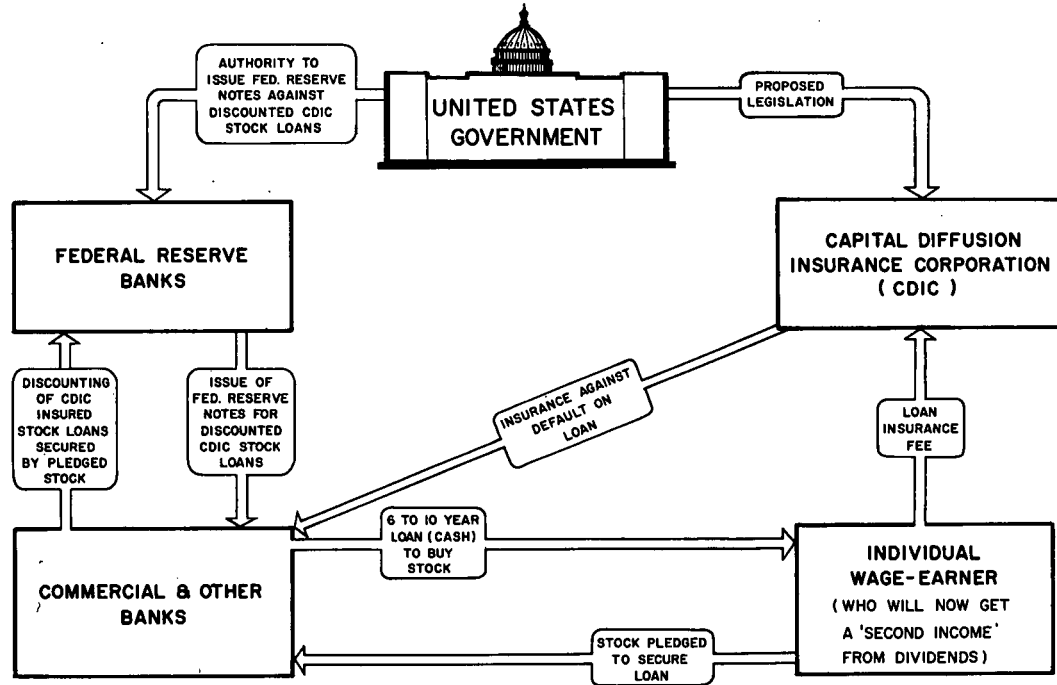 AUTHORITY TO
ISSUE FED. RESERVE
NOTES AGAINST
DISCOUNTED CDIC
STOCK LOANS
UNITED STATES
GOVERNMENT
PROPOSED
LEGISLATION
FEDERAL RESERVE
BANKS
CAPITAL DIFFUSION
INSURANCE CORPORATION
( CDIC )
DISCOUNTING
OF CDIC
INSURED
STOCK LOANS
SECURED
BY PLEDGED
STOCK
ISSUE OF
FED. RESERVE
NOTES FOR
DISCOUNTED
CDIC STOCK
LOANS
INSURANCE AGAINST
DEFAULT ON
LOAN
LOAN
INSURANCE
FEE
6 TO 10 YEAR
LOAN (CASH)
TO BUY
STOCK
COMMERCIAL & OTHER
BANKS
INDIVIDUAL
WAGE-EARNER
(WHO WILL NOW GET
A 'SECOND INCOME'
FROM DIVIDENDS)
STOCK PLEDGED
TO SECURE
LOAN